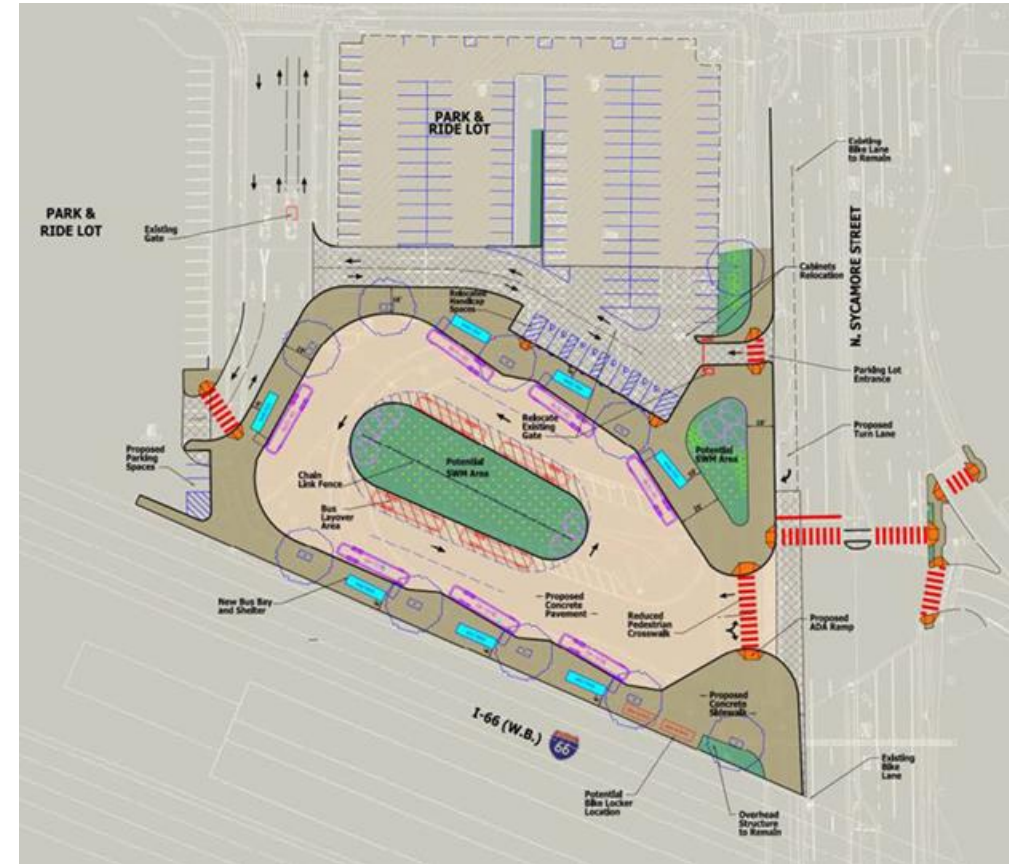 PARK &
RIDE LOT
PARK &
RIDE LOT
Existing
Gate
Existing
Bike Lane
to Remain
N. SYCAMORE STREET
Cabinets
Relocation
Relocated
Handicap
Spaces
Parking Lot
Entrance
Relocate
Existing
Gate
Proposed
Turn Lane
Potential
SWM Area
Proposed
Parking
Spaces
Potential
SWM Area
Chain
Link Fence
Bus
Layover
Area
New Bus Bay
and Shelter
Proposed
Concrete
Pavement
Reduced
Pedestrian
Crosswalk
Proposed
ADA Ramp
Proposed
Concrete
Sidewalk
I-66 (W.B.)
66
Existing
Bike
Lane
Potential
Bike Locker
Location
Overhead
Structure
to Remain